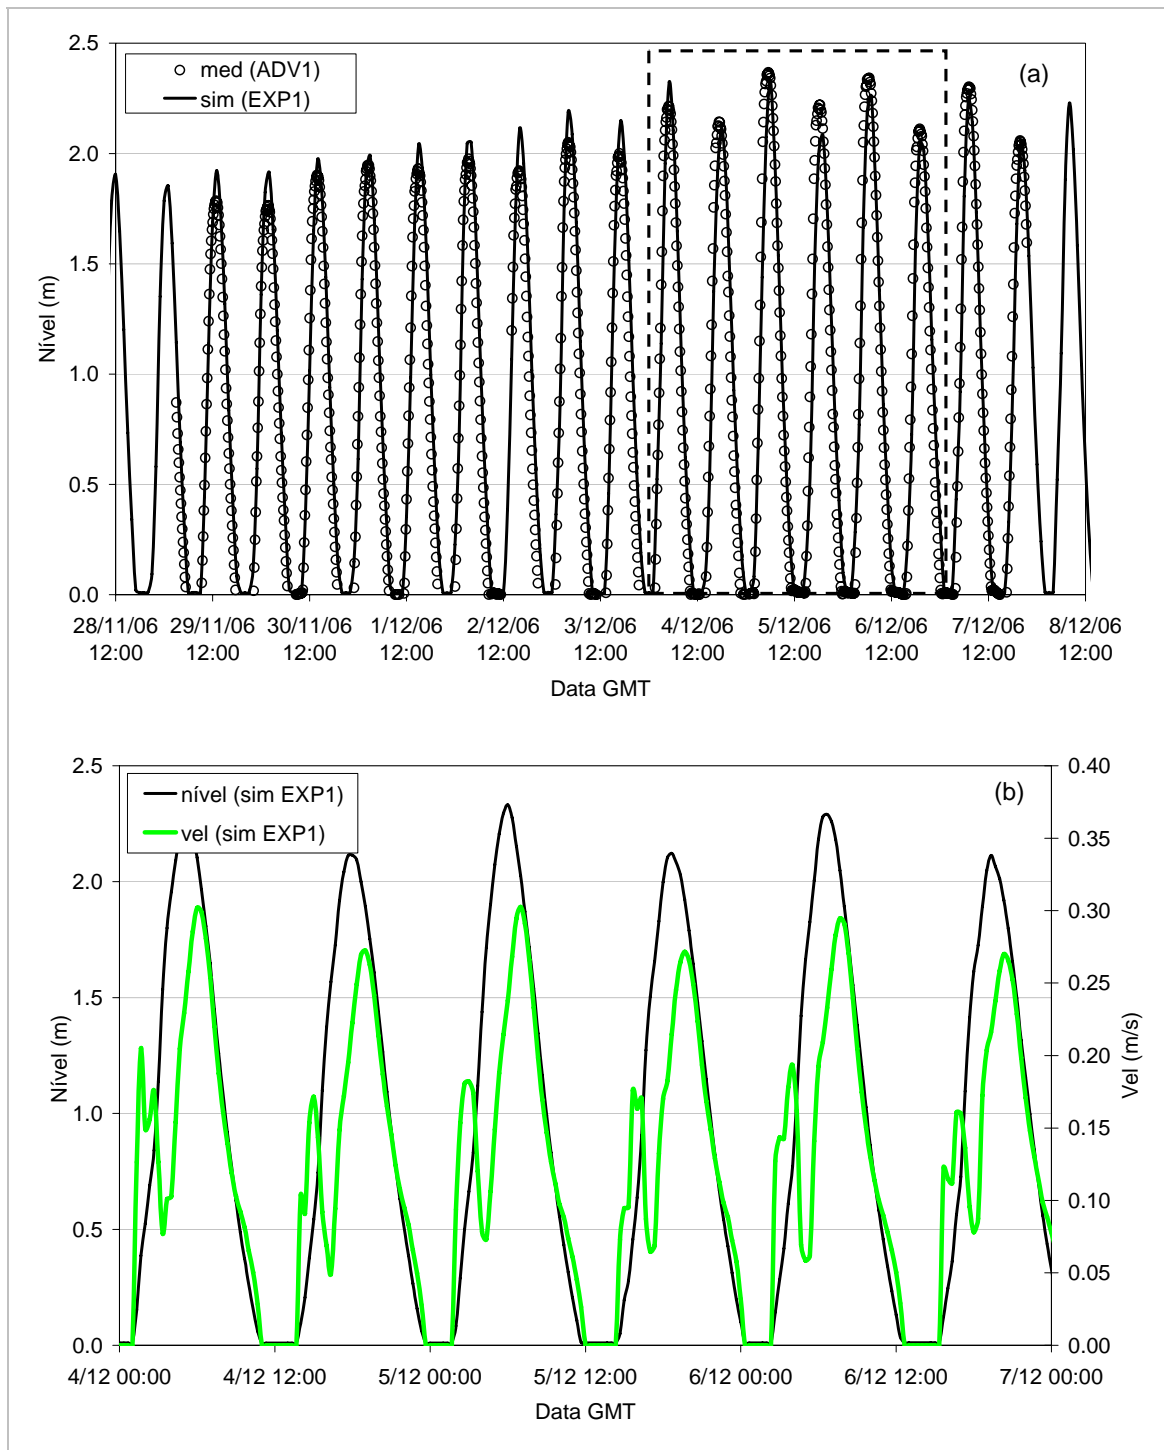 2.5
(a)
med (ADV1)
sim (EXP1)
2.0
1.5
Nível (m)
1.0
0.5
0.0
28/11/06 29/11/06 30/11/06 1/12/06 2/12/06 3/12/06 4/12/06 5/12/06 6/12/06 7/12/06 8/12/06
12:00 12:00 12:00 12:00 12:00 12:00 12:00 12:00 12:00 12:00 12:00
Data GMT
2.5 0.40
(b)
nível (sim EXP1)
vel (sim EXP1)
0.35
2.0
0.30
1.5
0.25
Nível (m)
Vel (m/s)
0.20
1.0
0.15
0.5
0.10
0.05
0.0 0.00
4/12 00:00 4/12 12:00 5/12 00:00 5/12 12:00 6/12 00:00 6/12 12:00 7/12 00:00
Data GMT